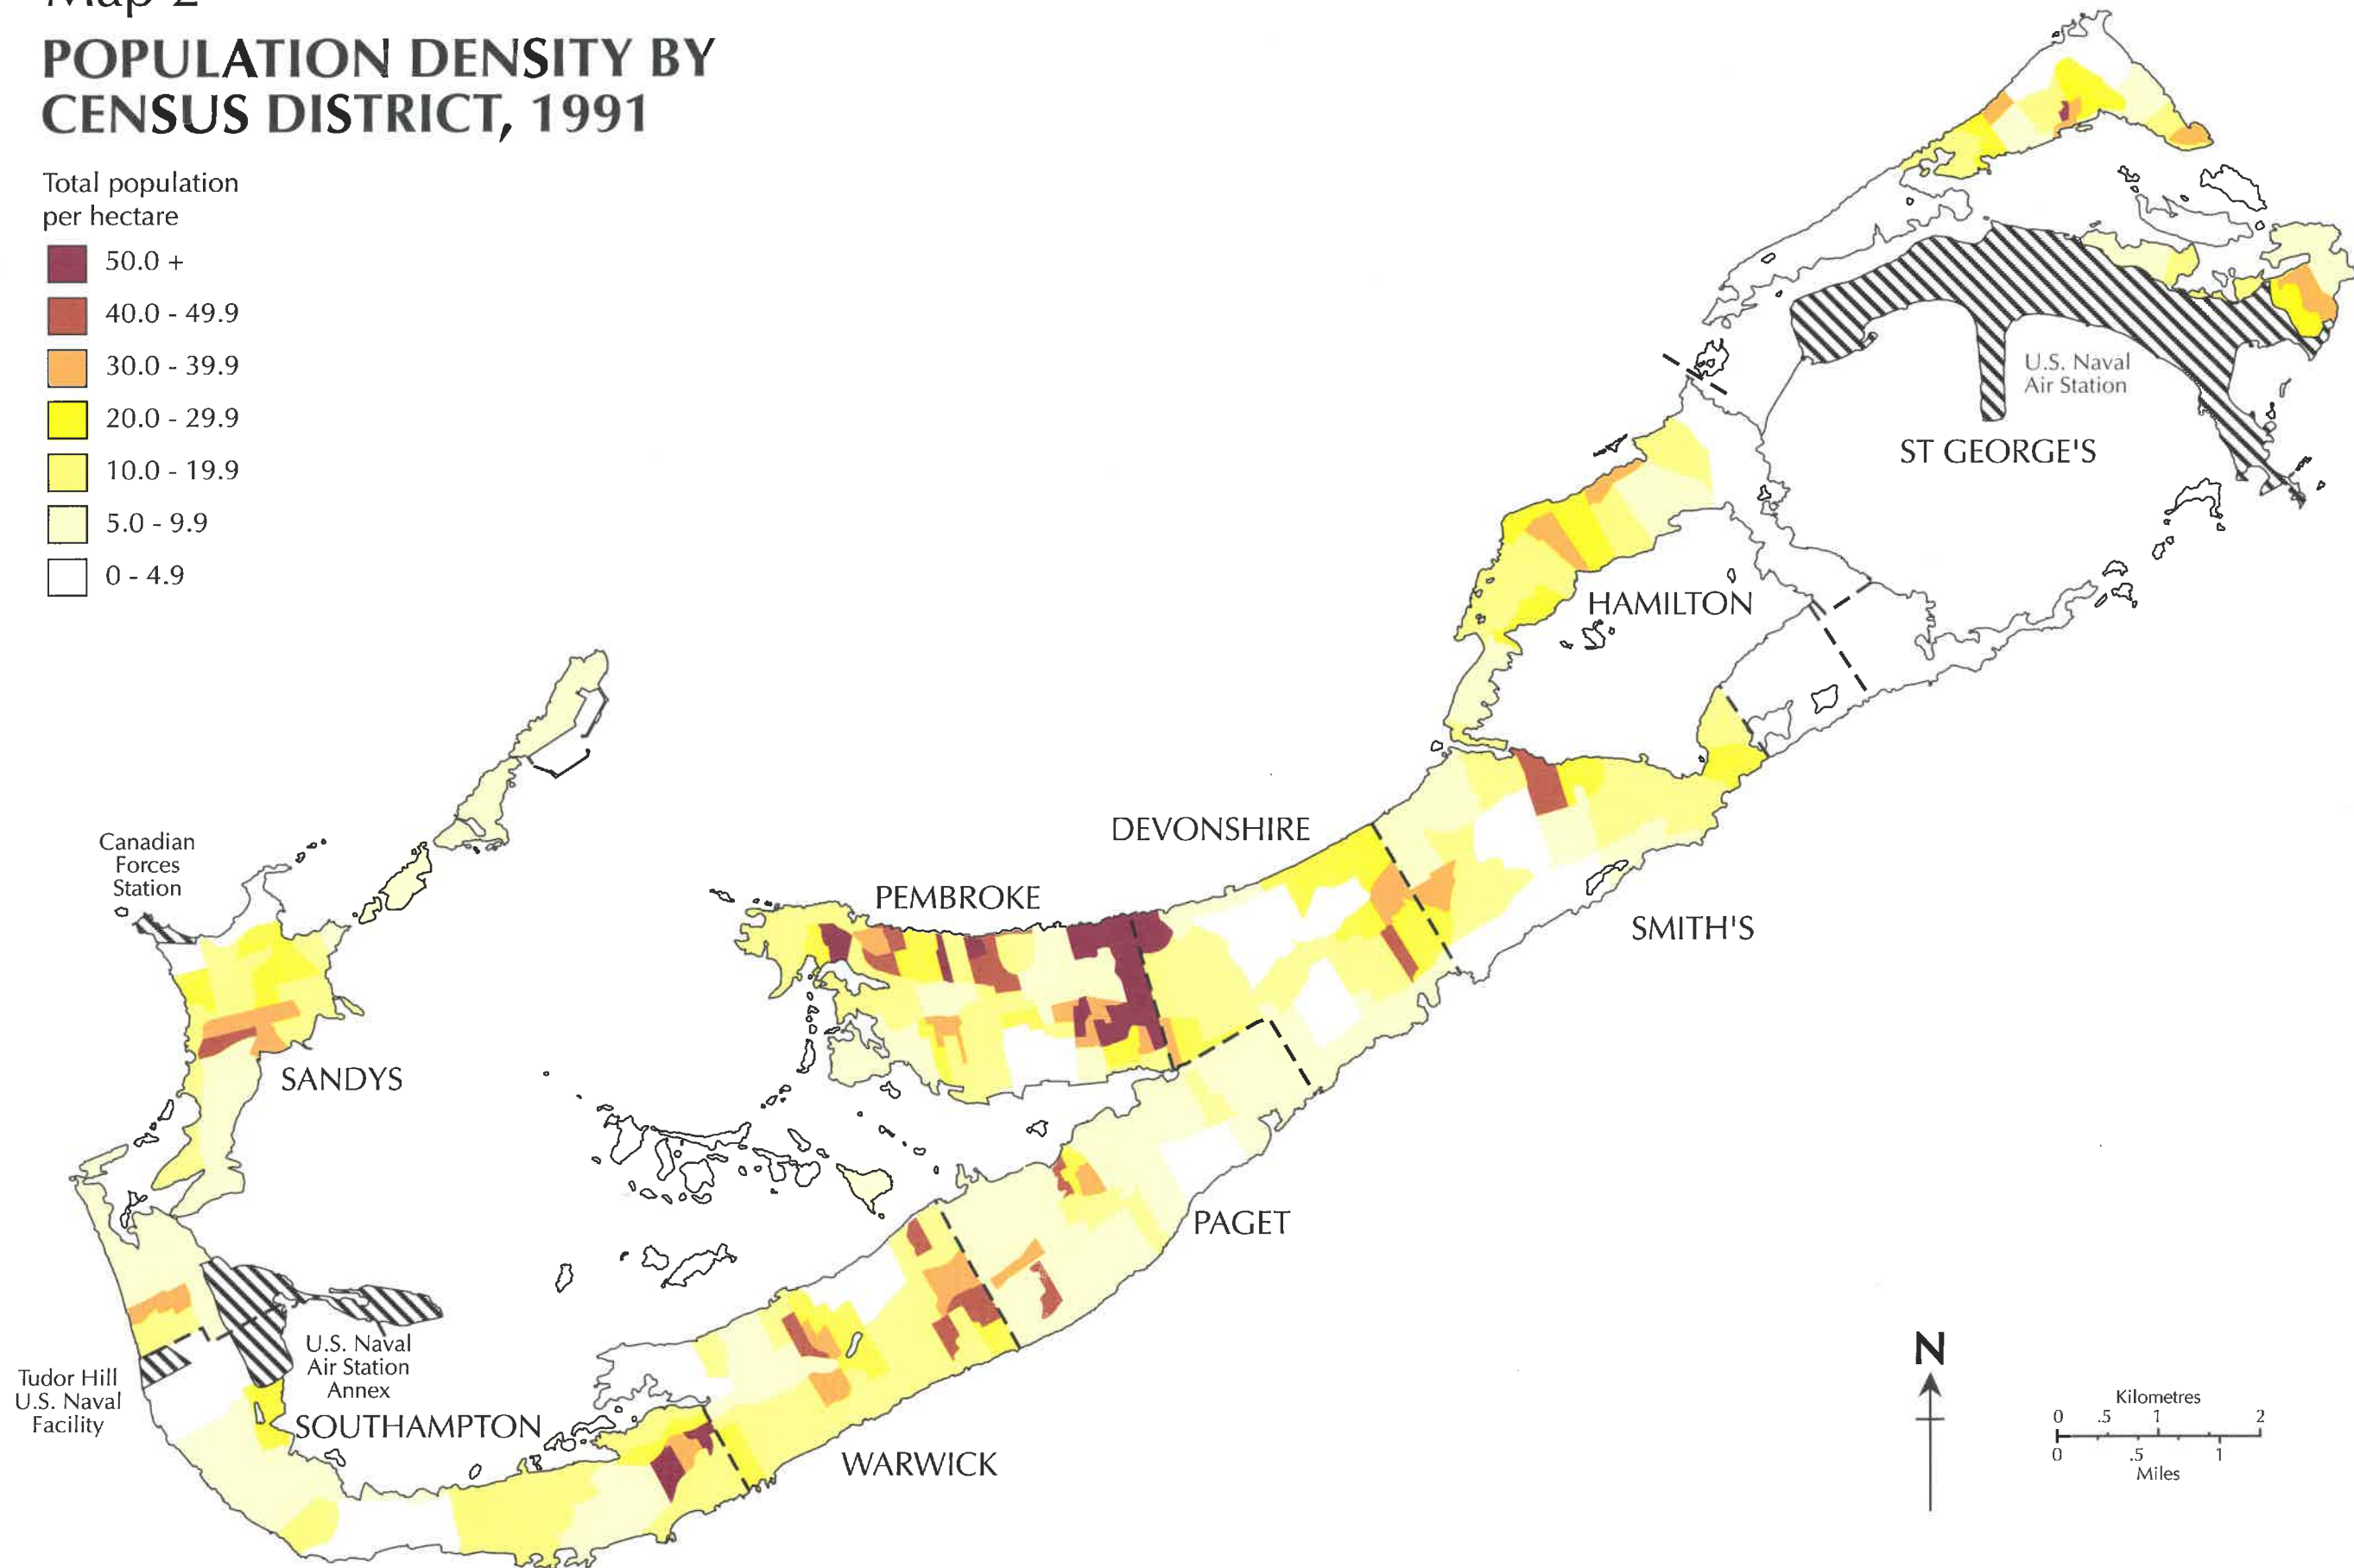 Map 2
POPULATION DENSITY BY
CENSUS DISTRICT, 1991
Total population
per hectare
50.0 +
40.0 - 49.9
30.0 - 39.9
20.0 - 29.9
10.0 - 19.9
5.0 - 9.9
0 - 4.9
U.S. Naval
Air Station
ST GEORGE'S
HAMILTON
DEVONSHIRE
Canadian
Forces
Station
PEMBROKE
SMITH'S
SANDYS
PAGET
U.S. Naval
Air Station
Annex
Tudor Hill
U.S. Naval
Facility
SOUTHAMPTON
WARWICK
N
Kilometres
0 .5 1 2
0 .5 1
Miles